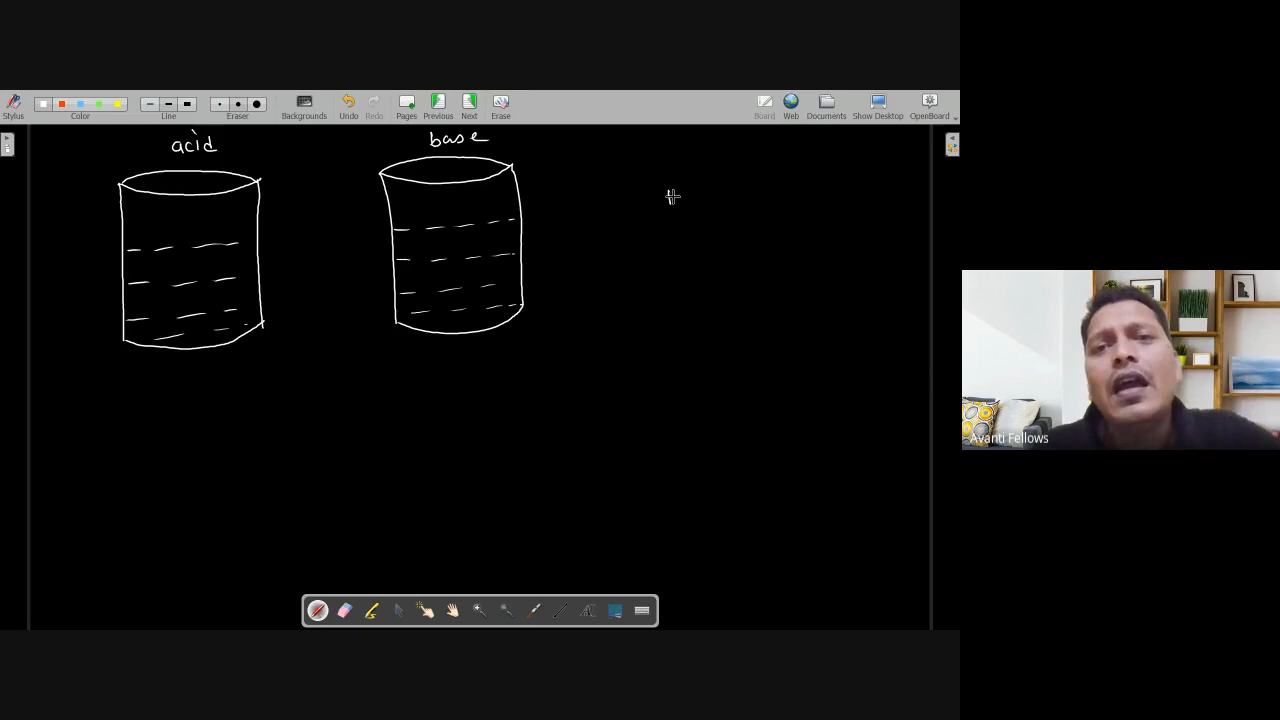 Stylus
Color
Line
Eraser
Backgrounds
Undo
Redo
Pages
Previous
Next
Erase
Board
Web
Documents
Show Desktop
OpenBoard
acid
base
Avanti Fellows